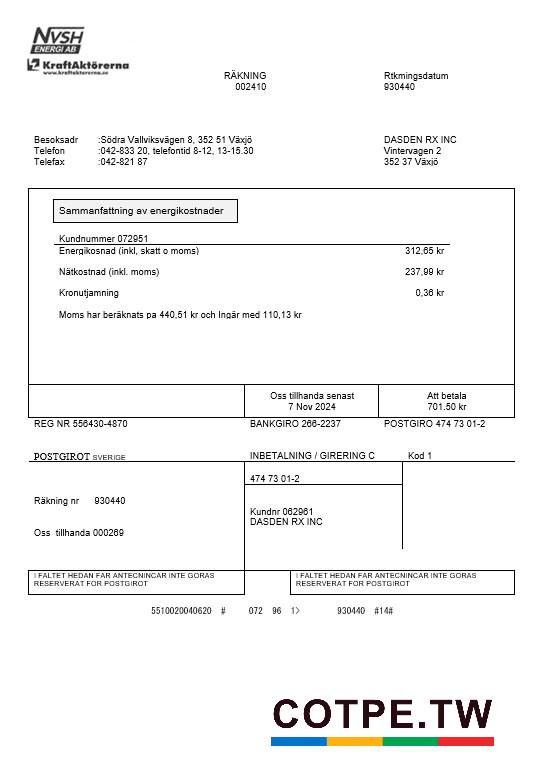 NVSH
ENERGI AB
KraftAktörerna
www.kraftaktorerna.se
RÄKNING
002410
Rtkmingsdatum
930440
Besoksadr :Södra Vallviksvägen 8, 352 51 Växjö
Telefon :042-833 20, telefontid 8-12, 13-15.30
Telefax :042-821 87
DASDEN RX INC
Vintervagen 2
352 37 Växjö
Sammanfattning av energikostnader
Kundnummer 072951
Energikosnad (inkl, skatt o moms) 312,65 kr
Nätkostnad (inkl. moms) 237,99 kr
Kronutjamning 0,36 kr
Moms har beräknats pa 440,51 kr och Ingår med 110,13 kr
Oss tillhanda senast
7 Nov 2024
Att betala
701.50 kr
REG NR 556430-4870 BANKGIRO 266-2237 POSTGIRO 474 73 01-2
POSTGIROT SVERIGE INBETALNING / GIRERING C Kod 1
474 73 01-2
Räkning nr 930440
Kundnr 062961
DASDEN RX INC
Oss tillhanda 000269
I FALTET HEDAN FAR ANTECNINCAR INTE GORAS
RESERVERAT FOR POSTGIROT
I FALTET HEDAN FAR ANTECNINCAR INTE GORAS
RESERVERAT FOR POSTGIROT
5510020040620 # 072 96 1> 930440 #14#
COTPE.TW